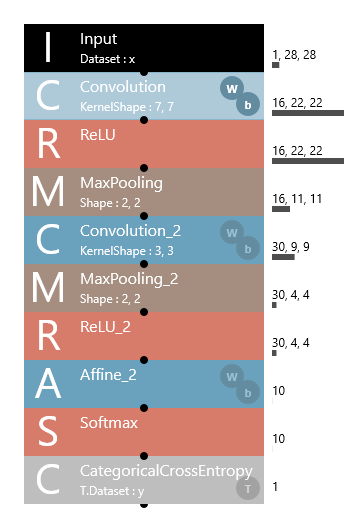 I Input
Dataset : x
1, 28, 28
C Convolution W
KernelShape : 7, 7 b
16, 22, 22
R ReLU
16, 22, 22
M MaxPooling
Shape : 2, 2
16, 11, 11
C Convolution_2 W
KernelShape : 3, 3 b
30, 9, 9
M MaxPooling_2
Shape : 2, 2
30, 4, 4
R ReLU_2
30, 4, 4
A Affine_2 W
b
10
S Softmax
10
C CategoricalCrossEntropy
T.Dataset : y T
1